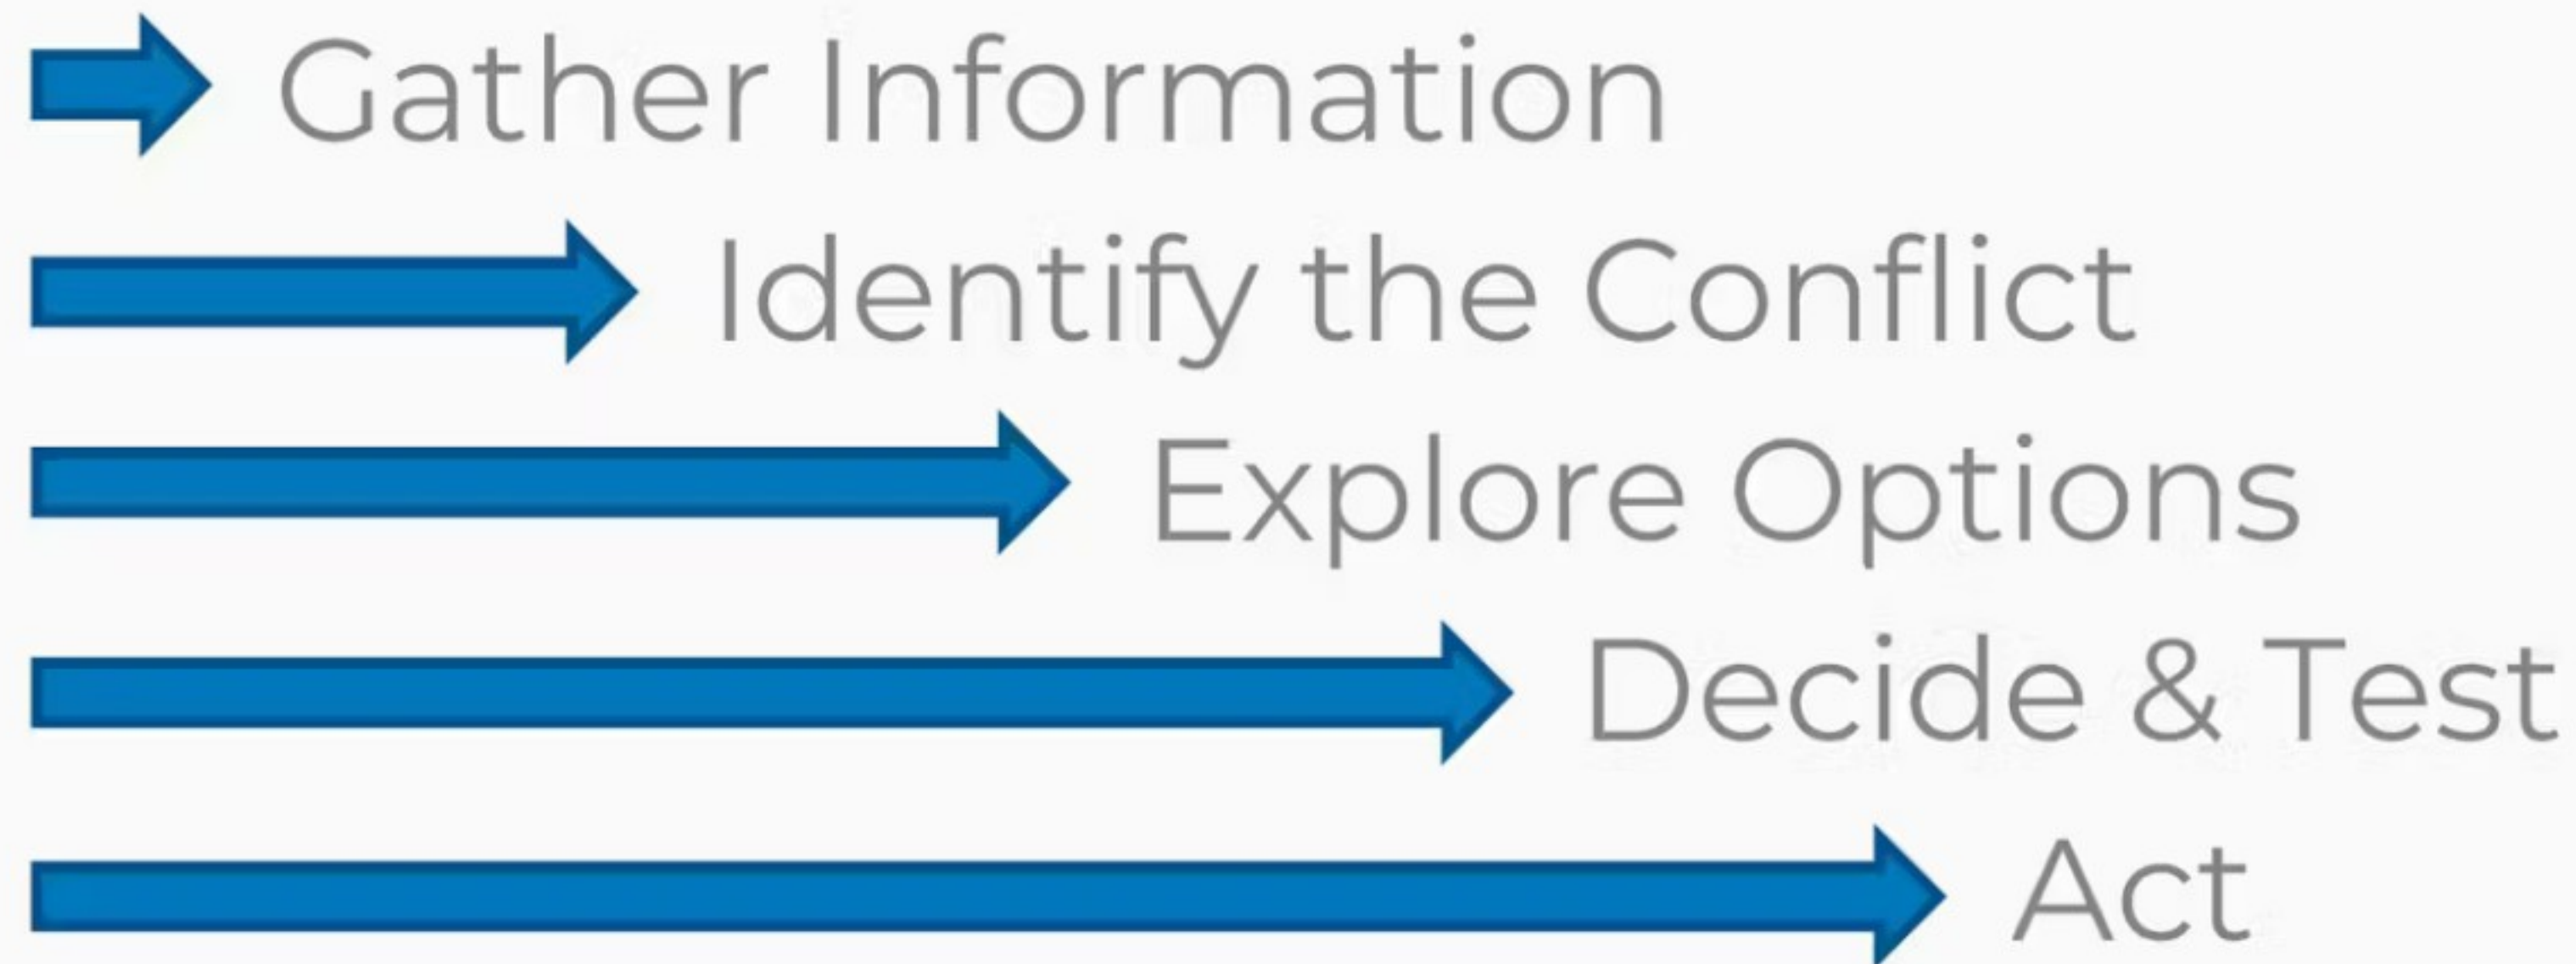 Gather Information
Identify the Conflict
Explore Options
Decide & Test
Act